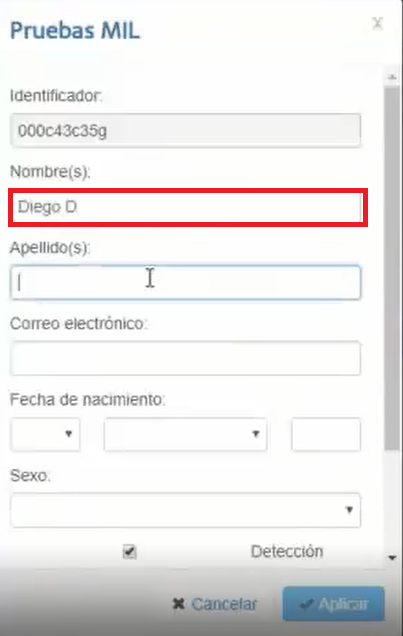 Pruebas MIL
x
Identificador:
000c43c35g
Nombre(s):
Diego D
Apellido(s):
Correo electrónico:
Fecha de nacimiento:
Sexo.
Detección
Cancelar
Aplicar